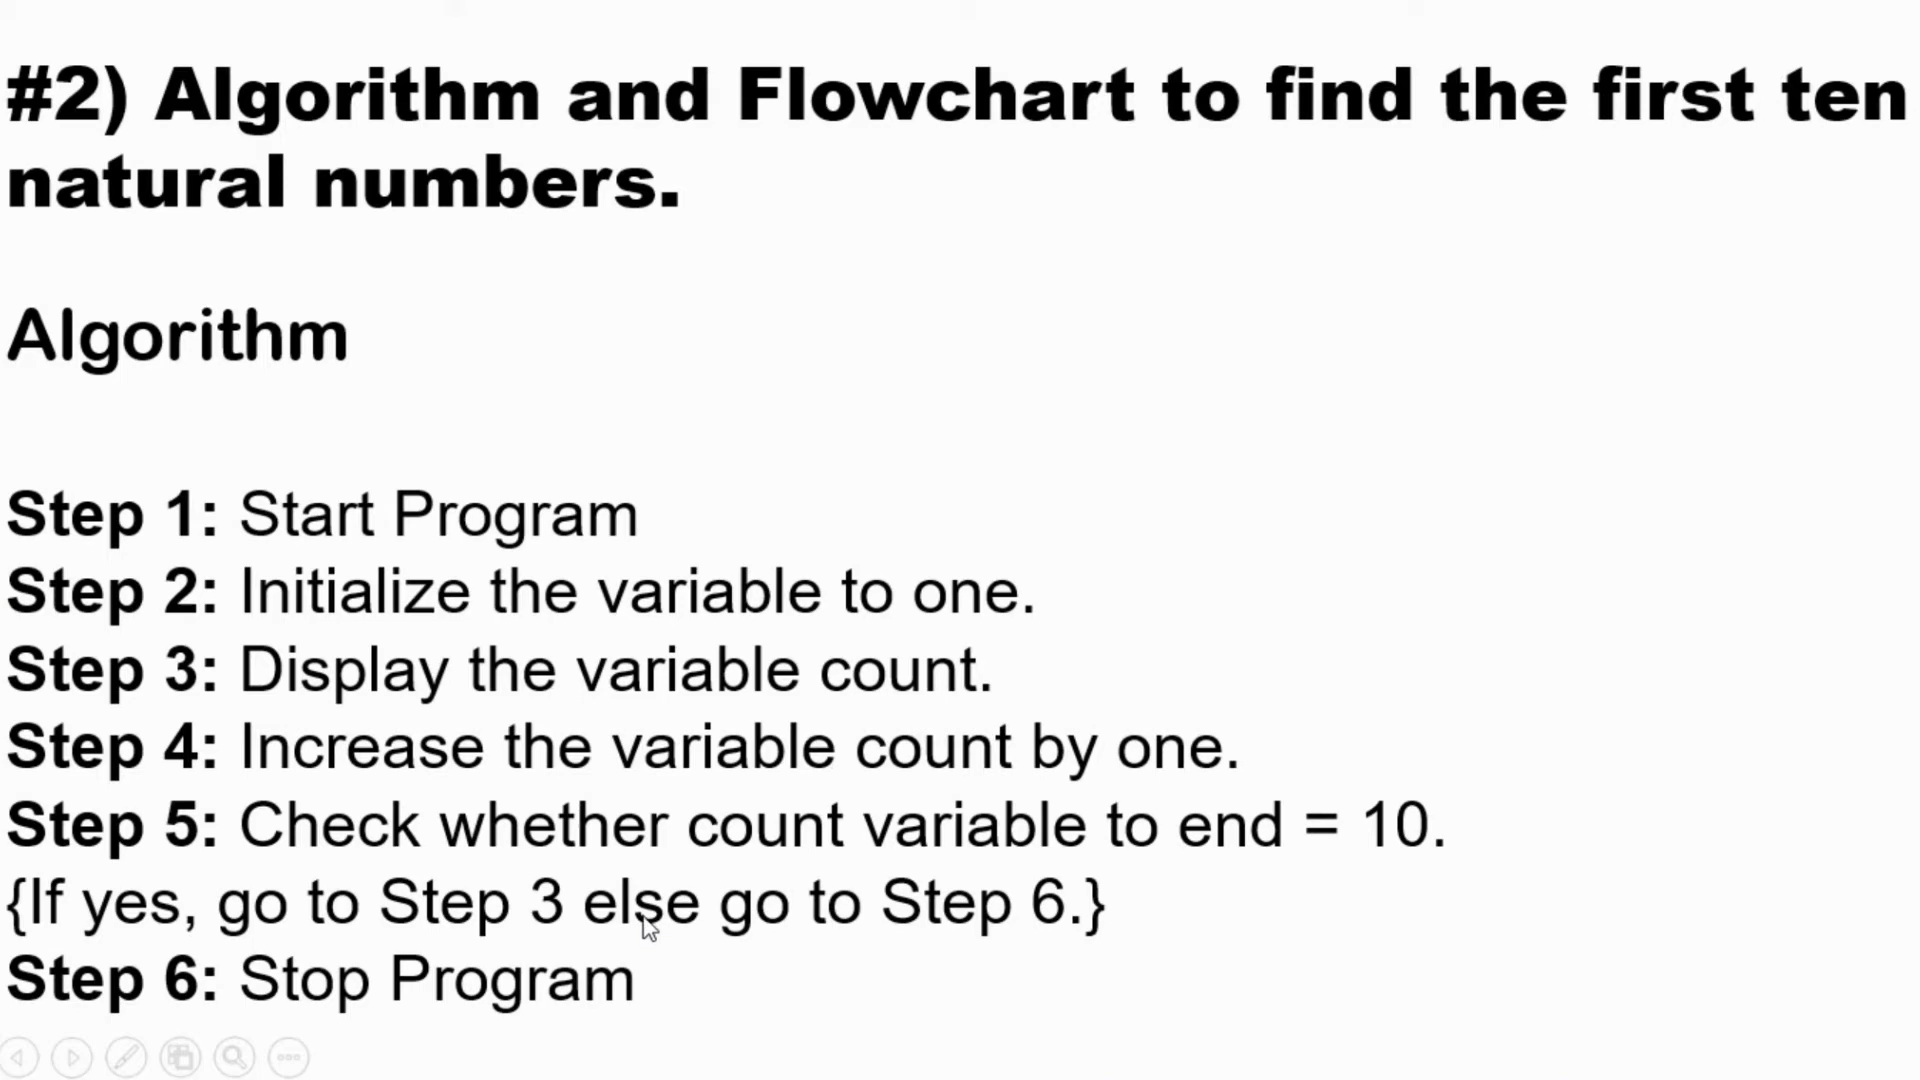 #2) Algorithm and Flowchart to find the first ten
natural numbers.
Algorithm
Step 1: Start Program
Step 2: Initialize the variable to one.
Step 3: Display the variable count.
Step 4: Increase the variable count by one.
Step 5: Check whether count variable to end = 10.
{If yes, go to Step 3 else go to Step 6.}
Step 6: Stop Program